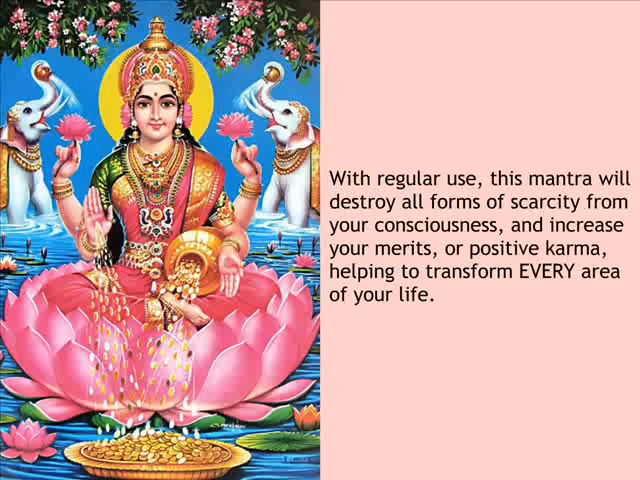 With regular use, this mantra will
destroy all forms of scarcity from
your consciousness, and increase
your merits, or positive karma,
helping to transform EVERY area
of your life.